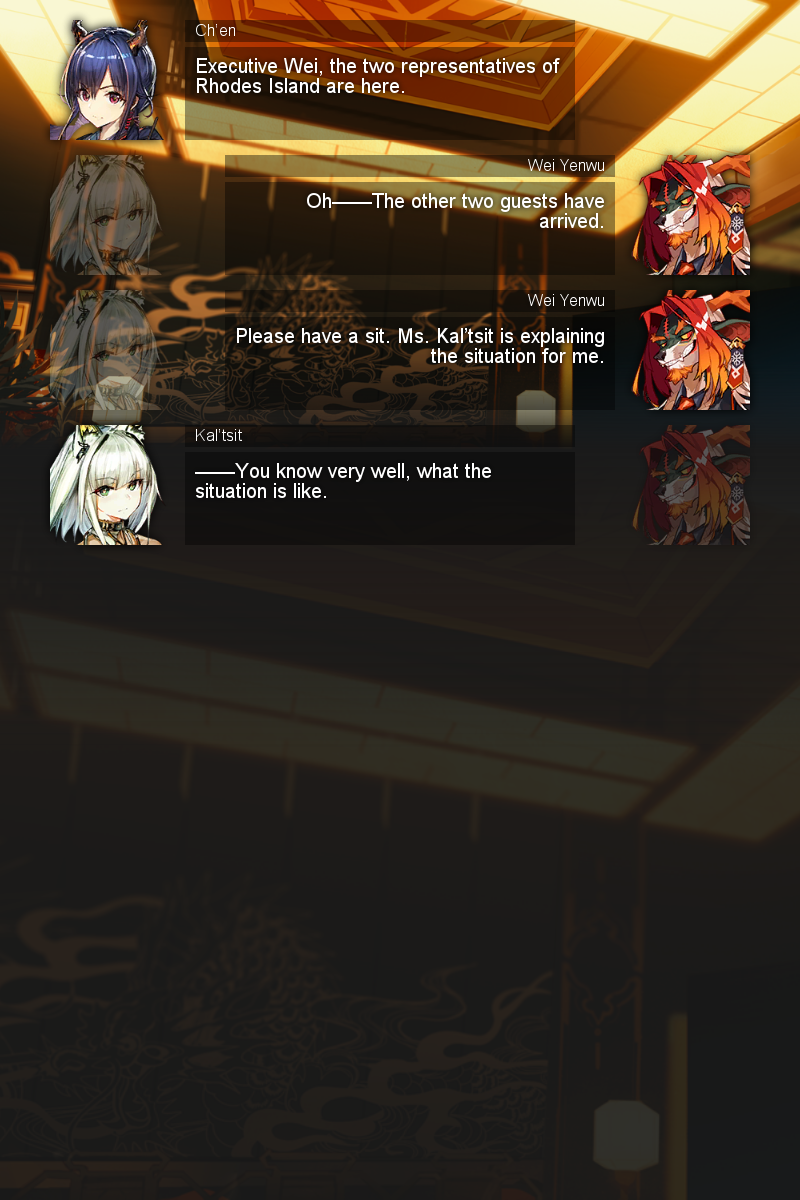 Ch'en
Executive Wei, the two representatives of
Rhodes Island are here.
Wei Yenwu
Oh——The other two guests have
arrived.
Wei Yenwu
Please have a sit. Ms. Kal'tsit is explaining
the situation for me.
Kal'tsit
——You know very well, what the
situation is like.